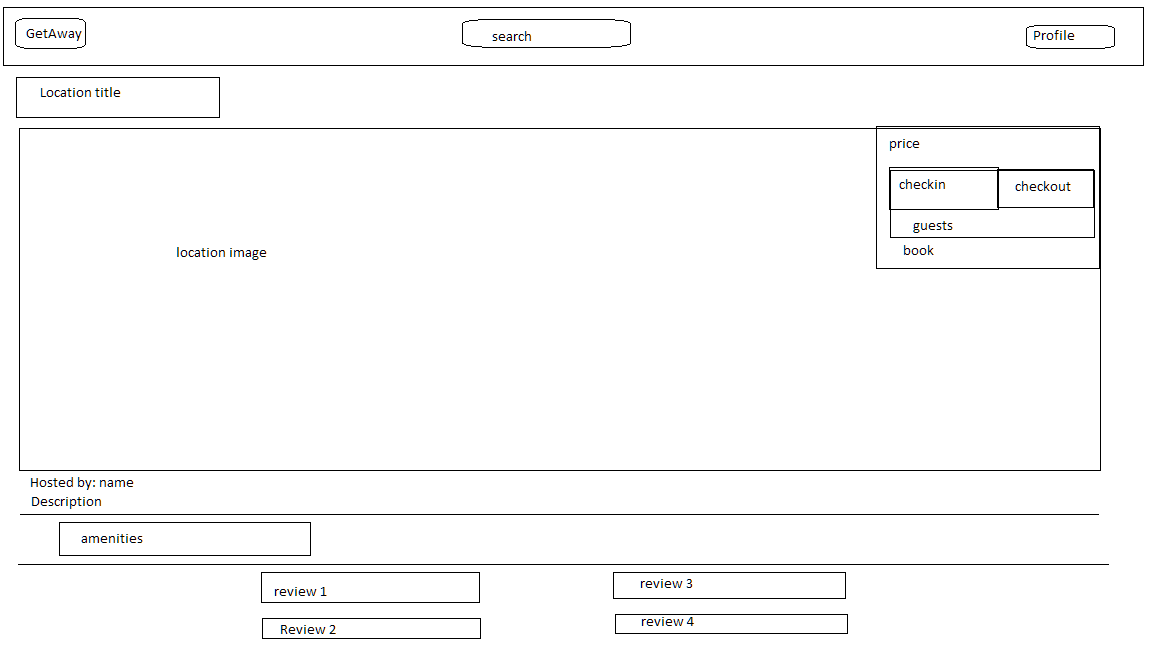 GetAway
search
Profile
Location title
price
checkin
checkout
guests
book
location image
Hosted by: name
Description
amenities
review 1
review 3
Review 2
review 4